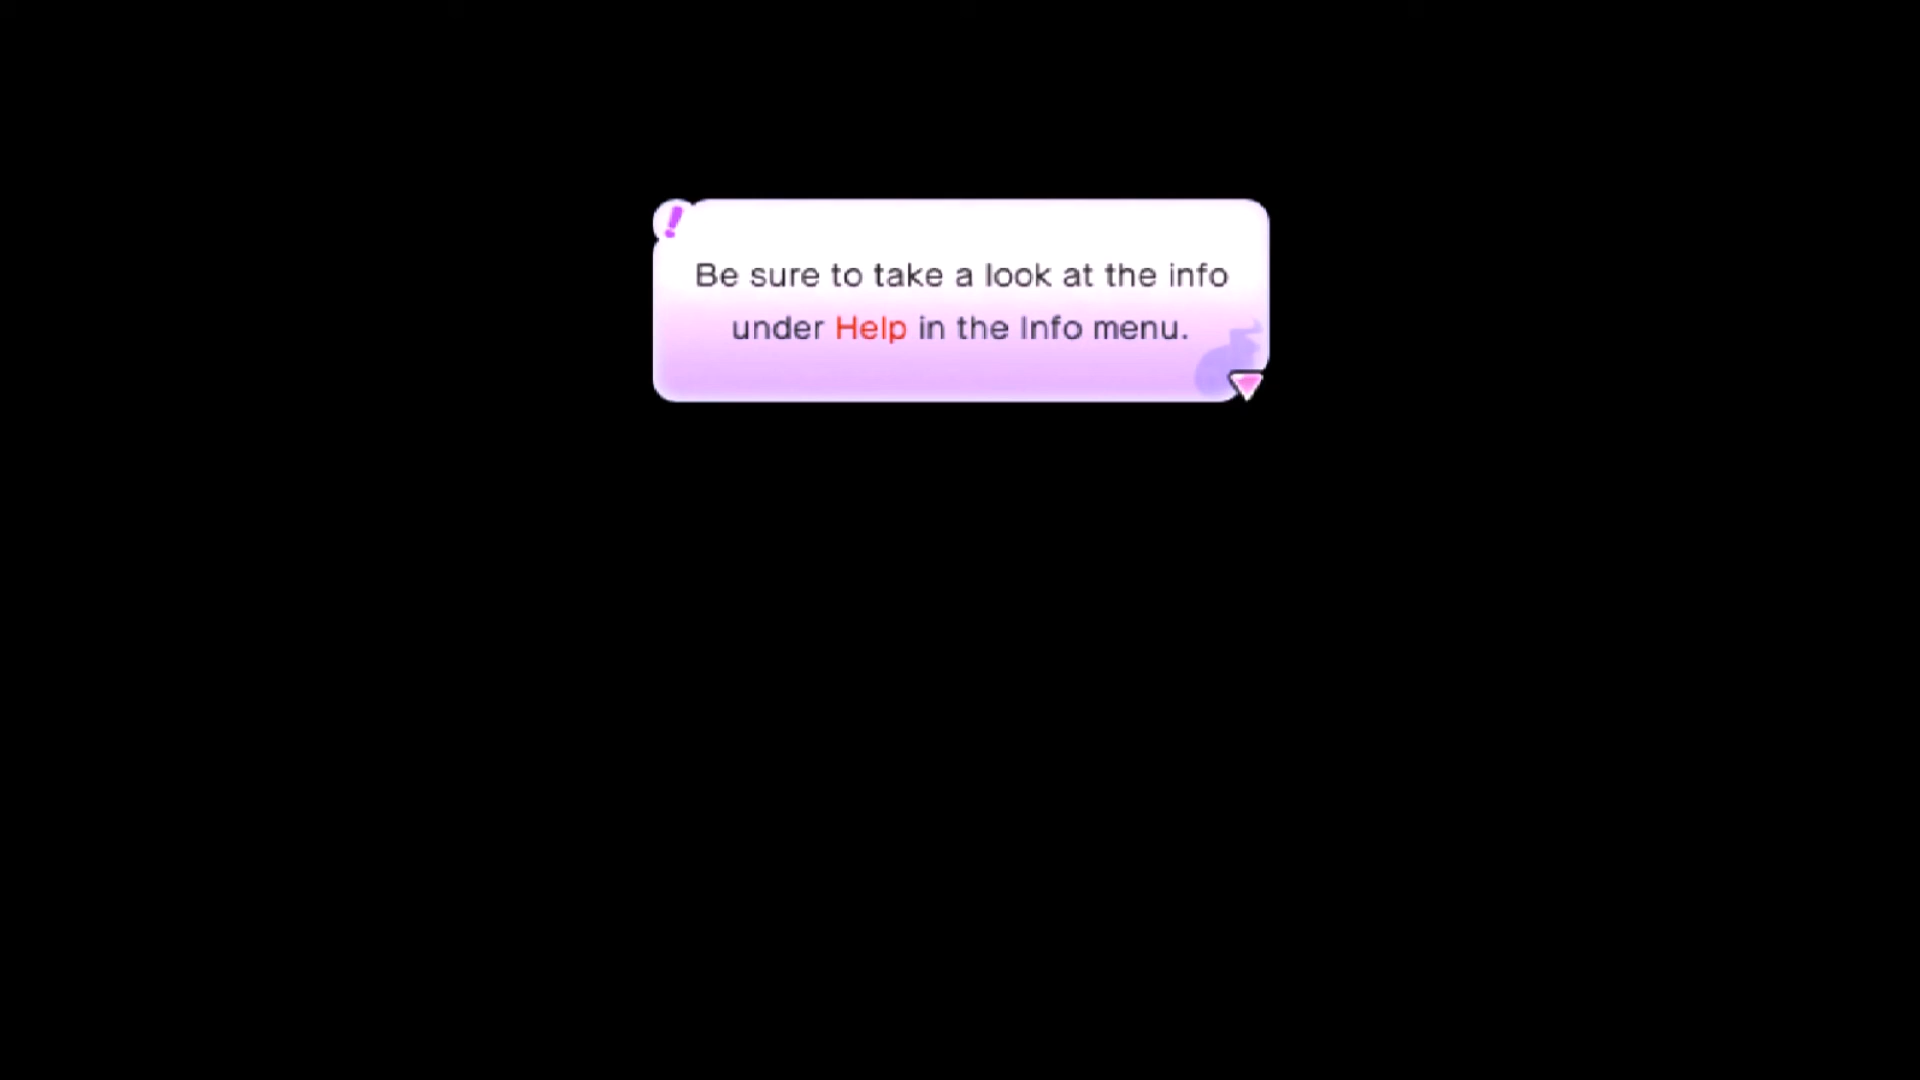 !
Be sure to take a look at the info
under Help in the Info menu.